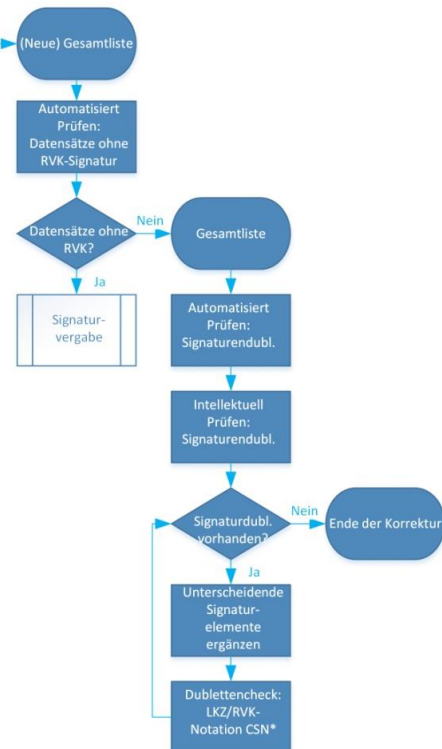 (Neue) Gesamtliste
Automatisiert
Prüfen:
Datensätze ohne
RVK-Signatur
Datensätze ohne
RVK?
Nein
Ja
Signatur-
vergabe
Gesamtliste
Automatisiert
Prüfen:
Signaturendubl.
Intellektuell
Prüfen:
Signaturendubl.
Signaturdubl.
vorhanden?
Nein
Ende der Korrektur
Ja
Unterscheidende
Signatur-
elemente
ergänzen
Dublettencheck:
LKZ/RVK-
Notation CSN*